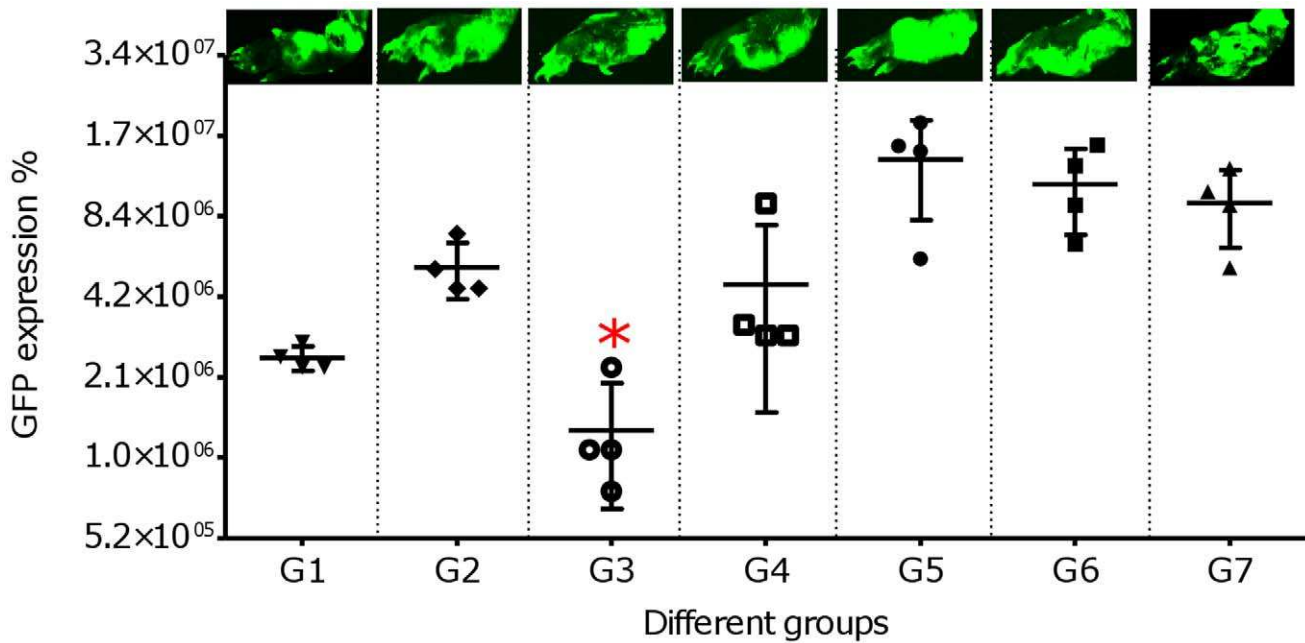 GFP expression %
3.4×10⁰⁷
1.7×10⁰⁷
8.4×10⁰⁶
4.2×10⁰⁶
2.1×10⁰⁶
1.0×10⁰⁶
5.2×10⁰⁵
*
G1 G2 G3 G4 G5 G6 G7
Different groups